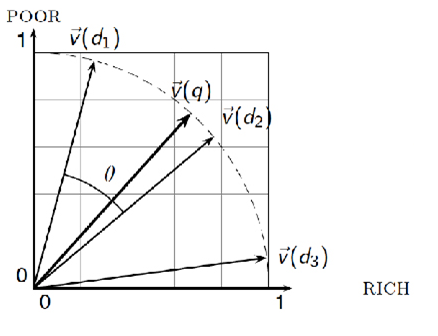 POOR
1
v⃗(d₁)
v⃗(q)
v⃗(d₂)
θ
v⃗(d₃)
0
0 1 RICH